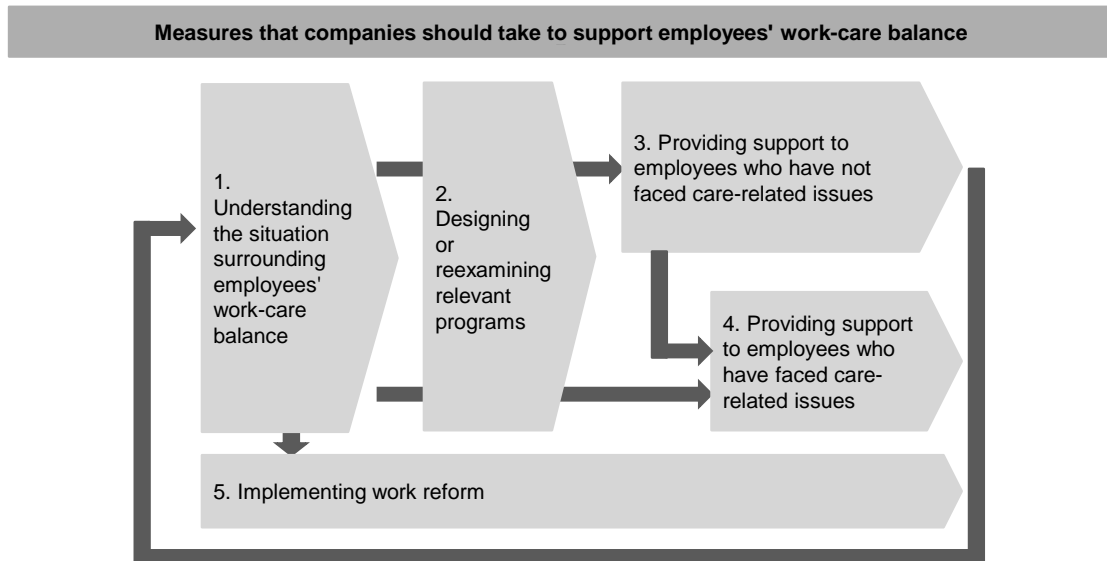 Measures that companies should take to support employees' work-care balance
1.
Understanding
the situation
surrounding
employees'
work-care
balance
2.
Designing
or
reexamining
relevant
programs
3. Providing support to
employees who have not
faced care-related issues
4. Providing support
to employees who
have faced care-
related issues
5. Implementing work reform